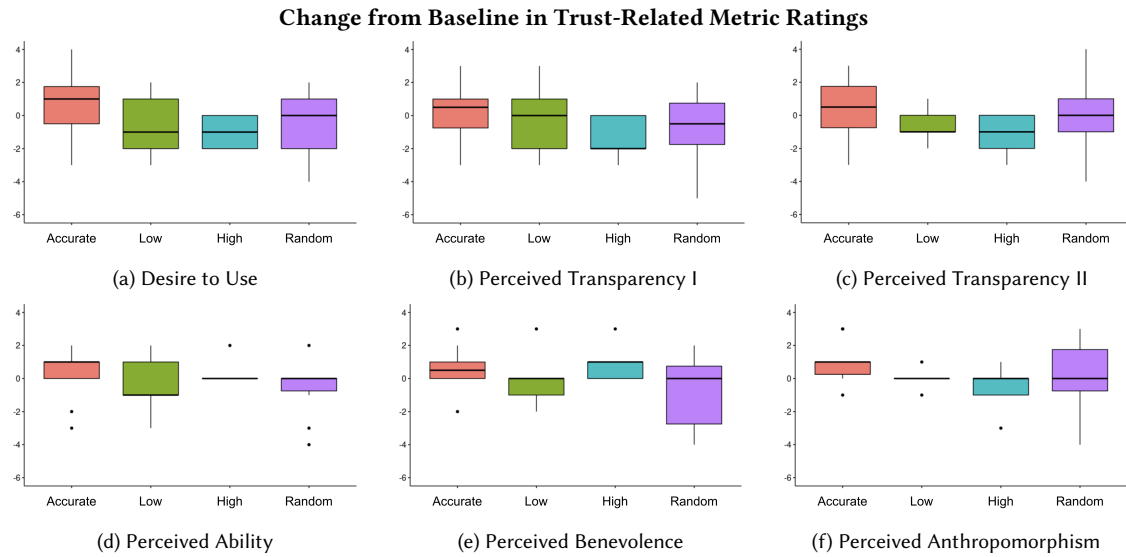 Change from Baseline in Trust-Related Metric Ratings
4
2
0
-2
-4
-6
Accurate Low High Random
(a) Desire to Use
4
2
0
-2
-4
-6
Accurate Low High Random
(b) Perceived Transparency I
4
2
0
-2
-4
-6
Accurate Low High Random
(c) Perceived Transparency II
4
2
0
-2
-4
-6
Accurate Low High Random
(d) Perceived Ability
4
2
0
-2
-4
-6
Accurate Low High Random
(e) Perceived Benevolence
4
2
0
-2
-4
-6
Accurate Low High Random
(f) Perceived Anthropomorphism